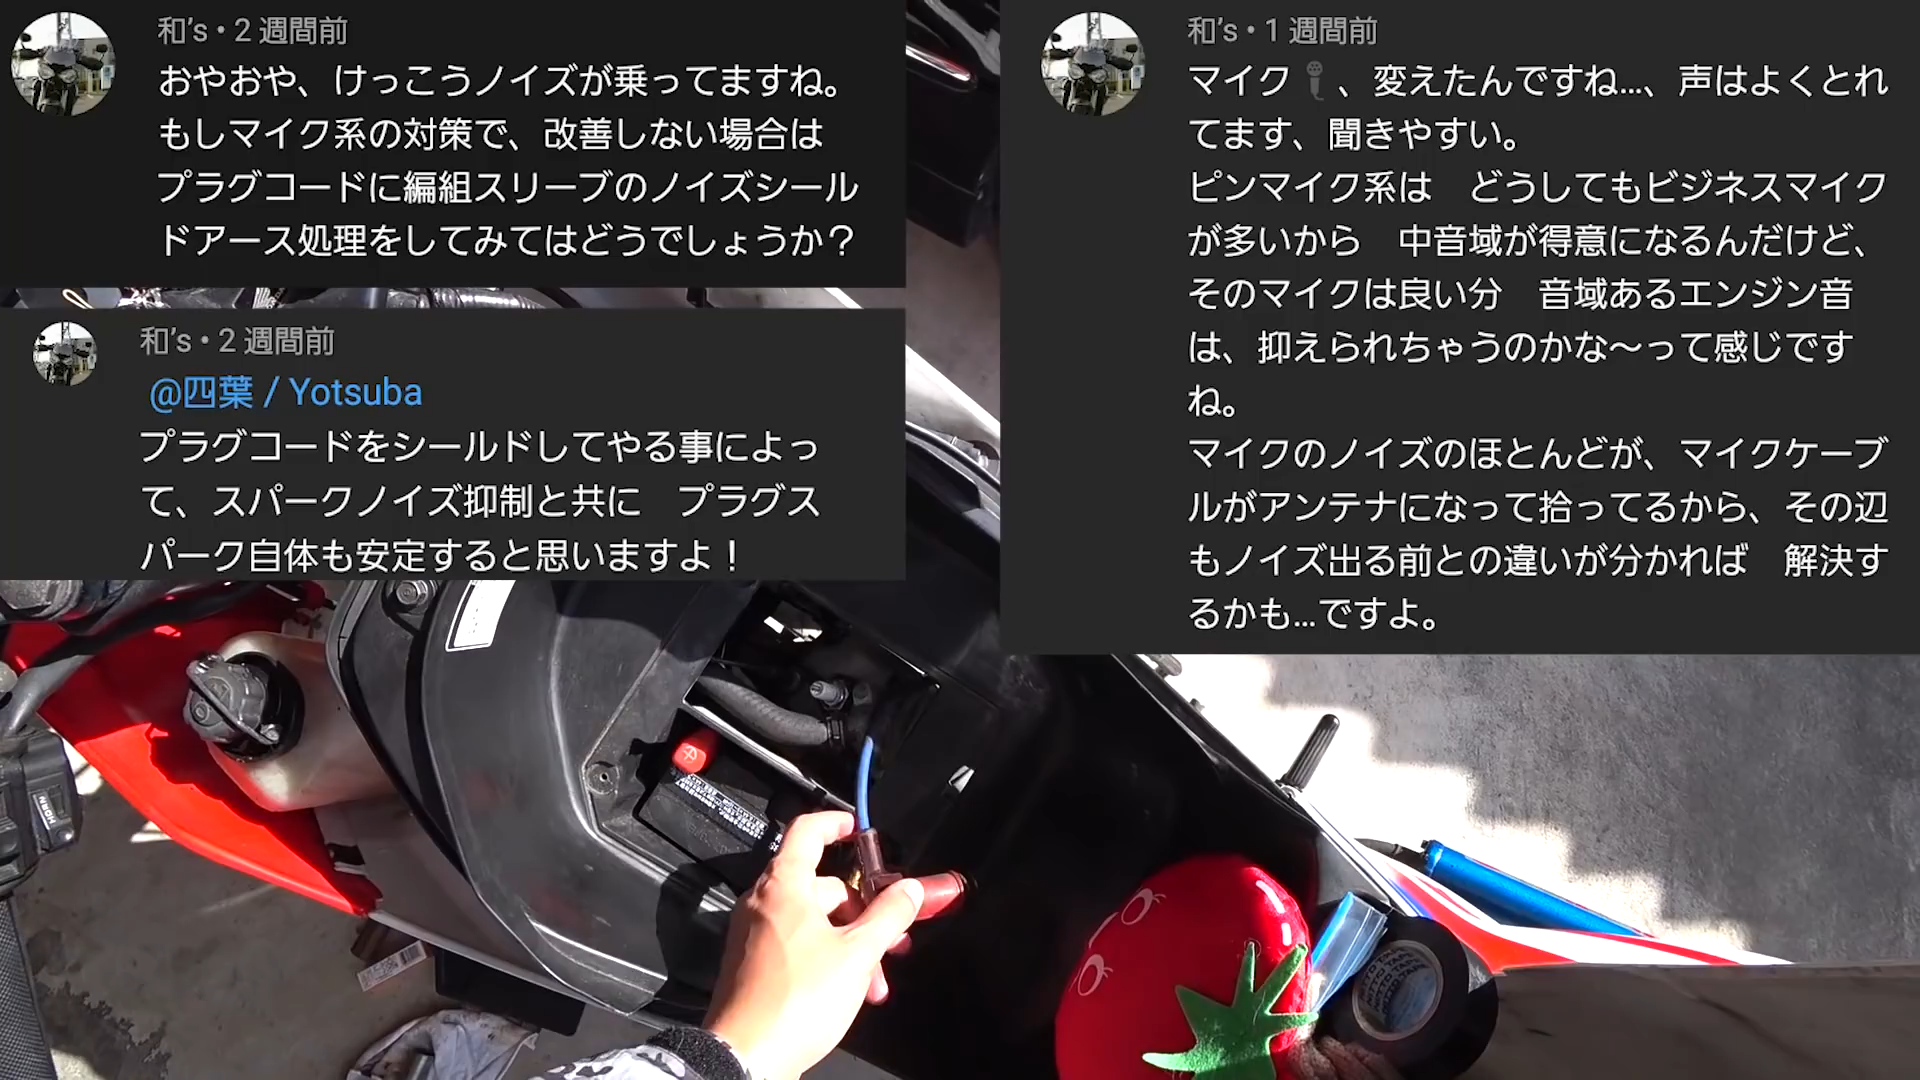 和's • 2 週間前
おやおや、けっこうノイズが乗ってますね。
もしマイク系の対策で、改善しない場合は
プラグコードに編組スリーブのノイズシール
ドアース処理をしてみてはどうでしょうか？
和's • 2 週間前
@四葉 / Yotsuba
プラグコードをシールドしてやる事によっ
て、スパークノイズ抑制と共に　プラグス
パーク自体も安定すると思いますよ！
和's • 1 週間前
マイク🎙、変えたんですね...、声はよくとれ
てます、聞きやすい。
ピンマイク系は　どうしてもビジネスマイク
が多いから　中音域が得意になるんだけど、
そのマイクは良い分　音域あるエンジン音
は、抑えられちゃうのかな〜って感じです
ね。
マイクのノイズのほとんどが、マイクケーブ
ルがアンテナになって拾ってるから、その辺
もノイズ出る前との違いが分かれば　解決す
るかも...ですよ。
HORN